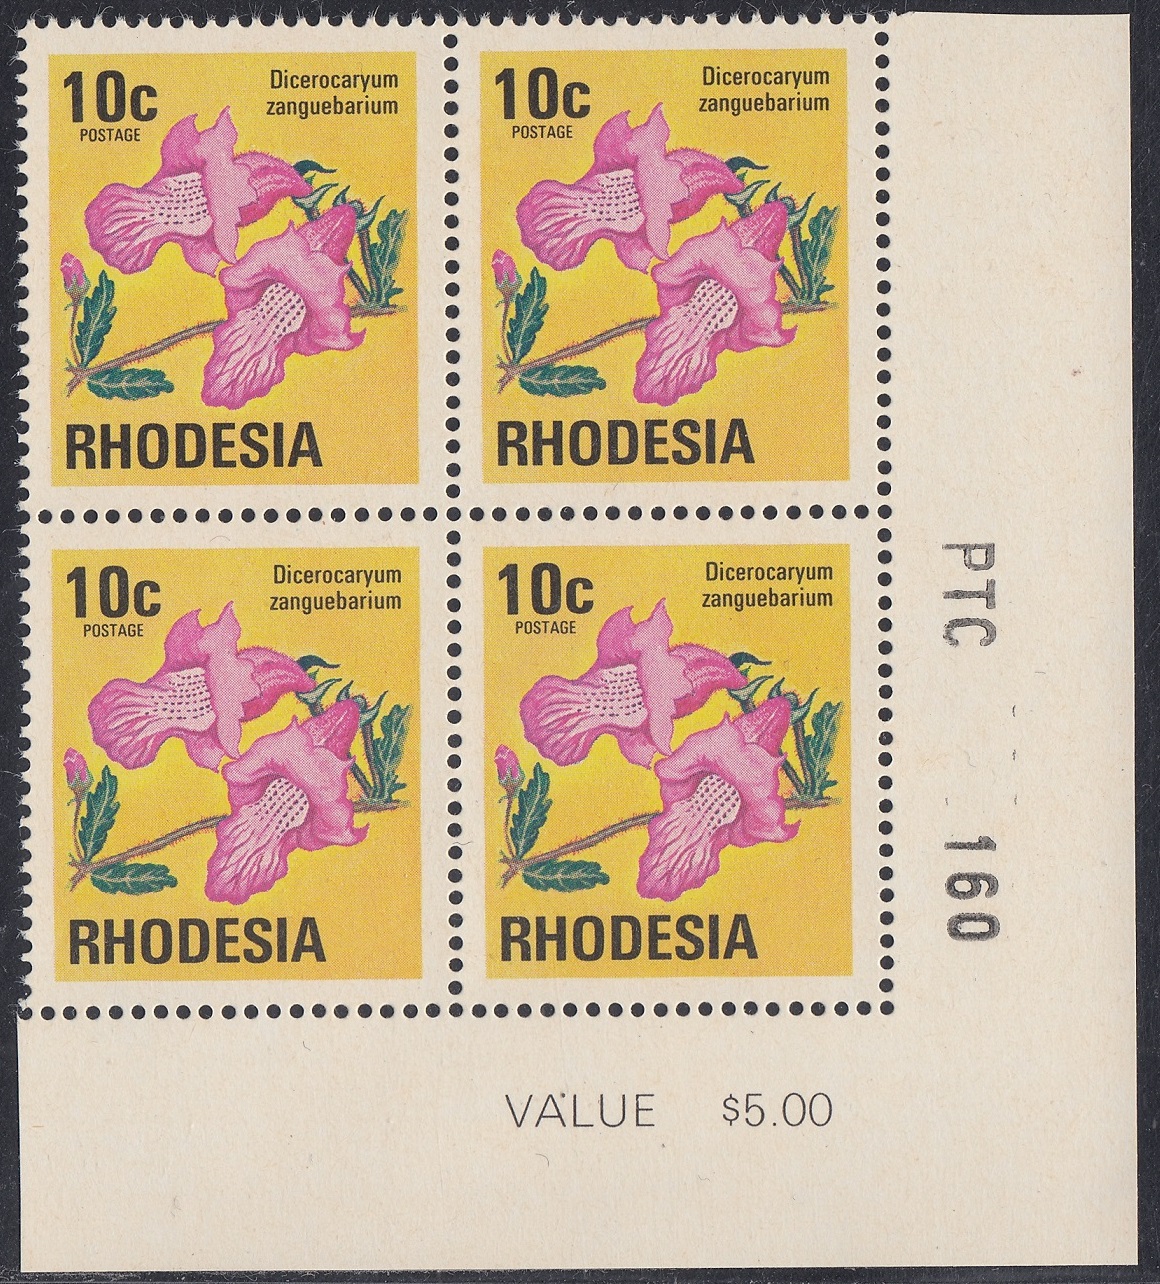 10c
POSTAGE
Dicerocaryum
zanguebarium
RHODESIA
10c
POSTAGE
Dicerocaryum
zanguebarium
RHODESIA
10c
POSTAGE
Dicerocaryum
zanguebarium
RHODESIA
10c
POSTAGE
Dicerocaryum
zanguebarium
RHODESIA
PTC 160
VALUE $5.00